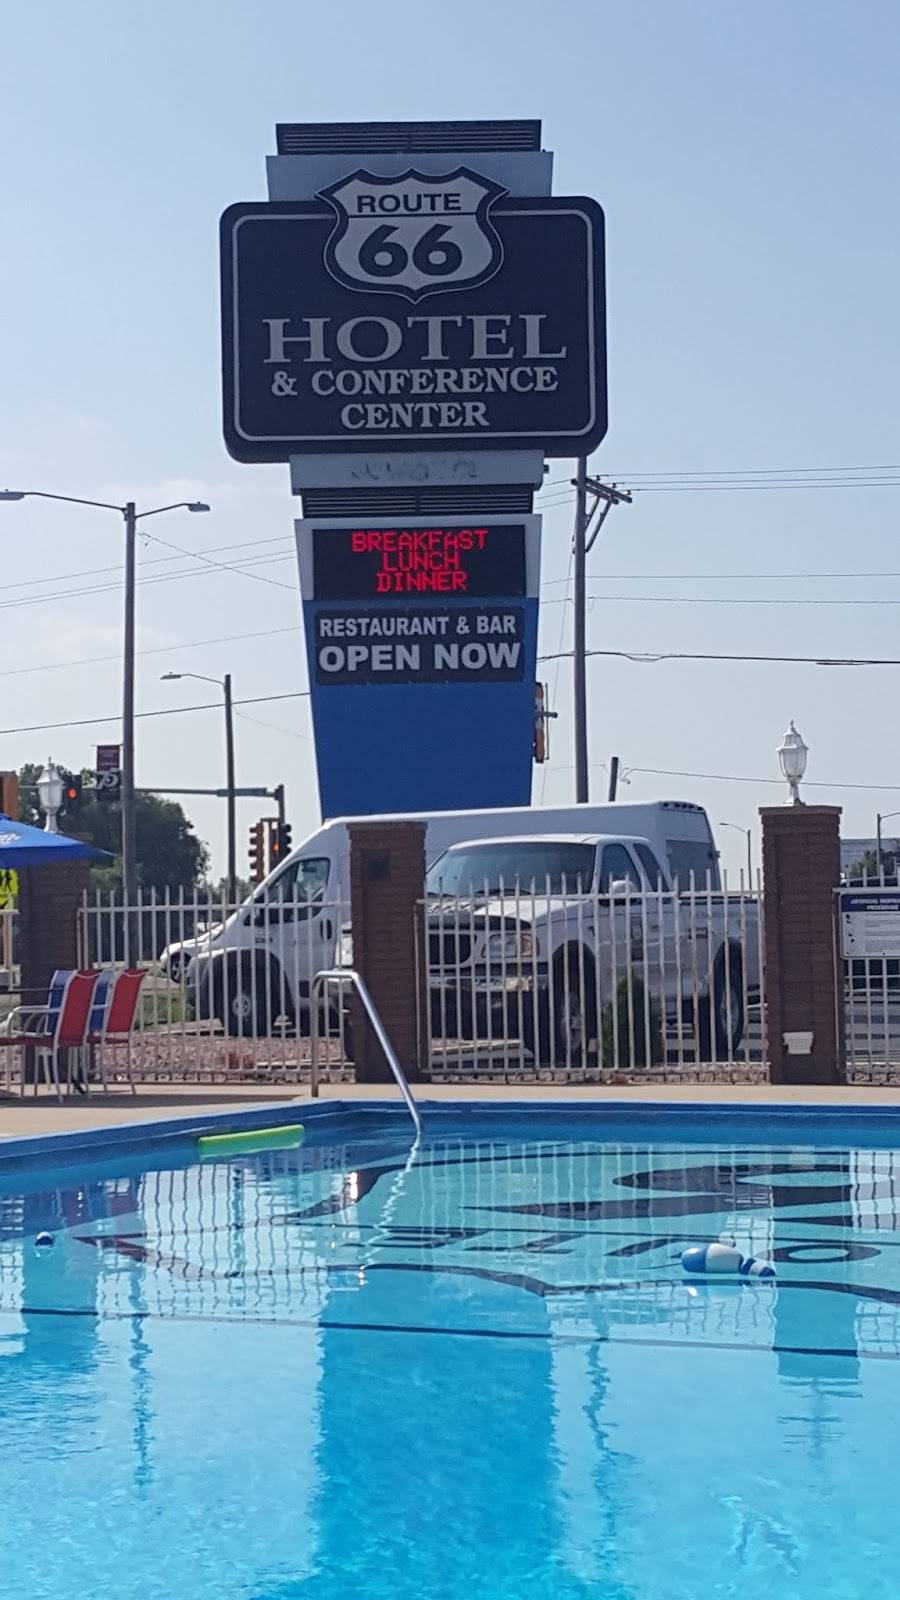 ROUTE
66
HOTEL
& CONFERENCE
CENTER
BREAKFAST
LUNCH
DINNER
RESTAURANT & BAR
OPEN NOW